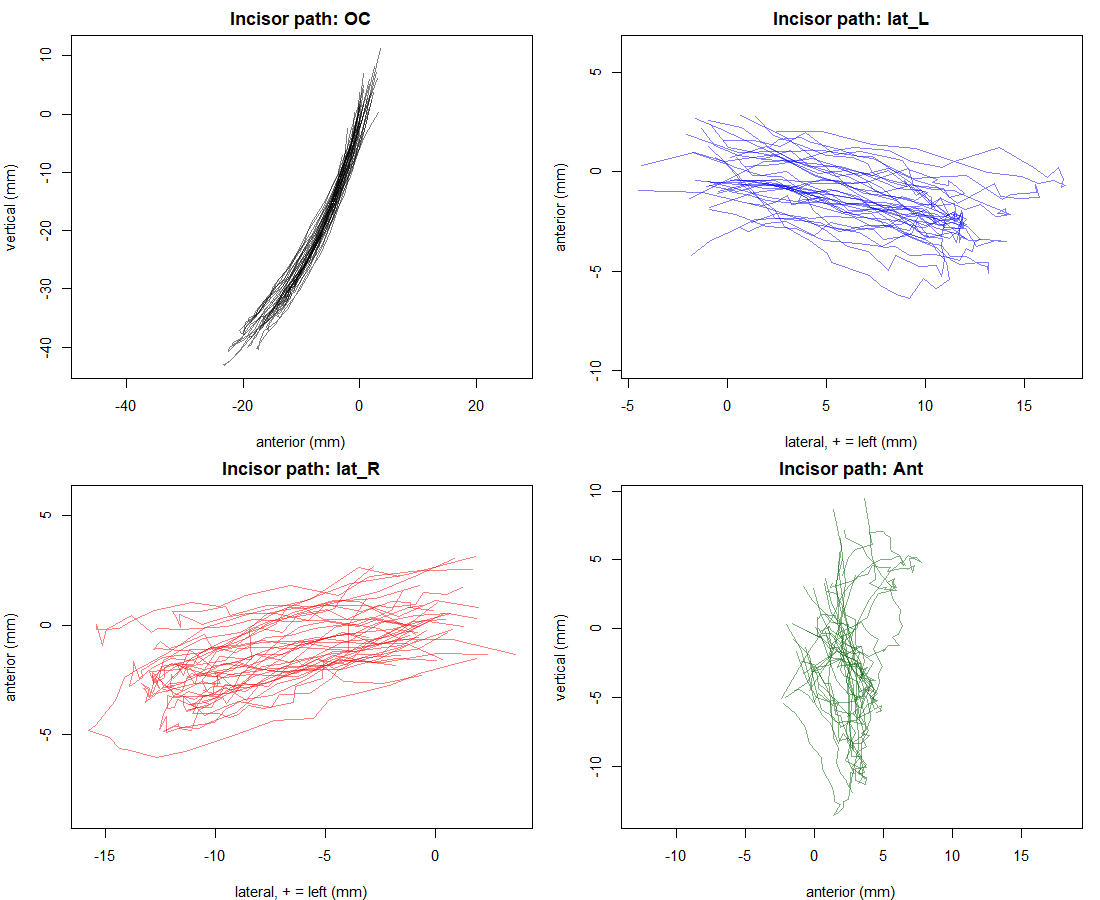 Incisor path: OC
10
0
-10
-20
-30
-40
vertical (mm)
-40 -20 0 20
anterior (mm)
Incisor path: lat_L
5
0
-5
-10
anterior (mm)
-5 0 5 10 15
lateral, + = left (mm)
Incisor path: lat_R
5
0
-5
anterior (mm)
-15 -10 -5 0
lateral, + = left (mm)
Incisor path: Ant
10
5
0
-5
-10
vertical (mm)
-10 -5 0 5 10 15
anterior (mm)